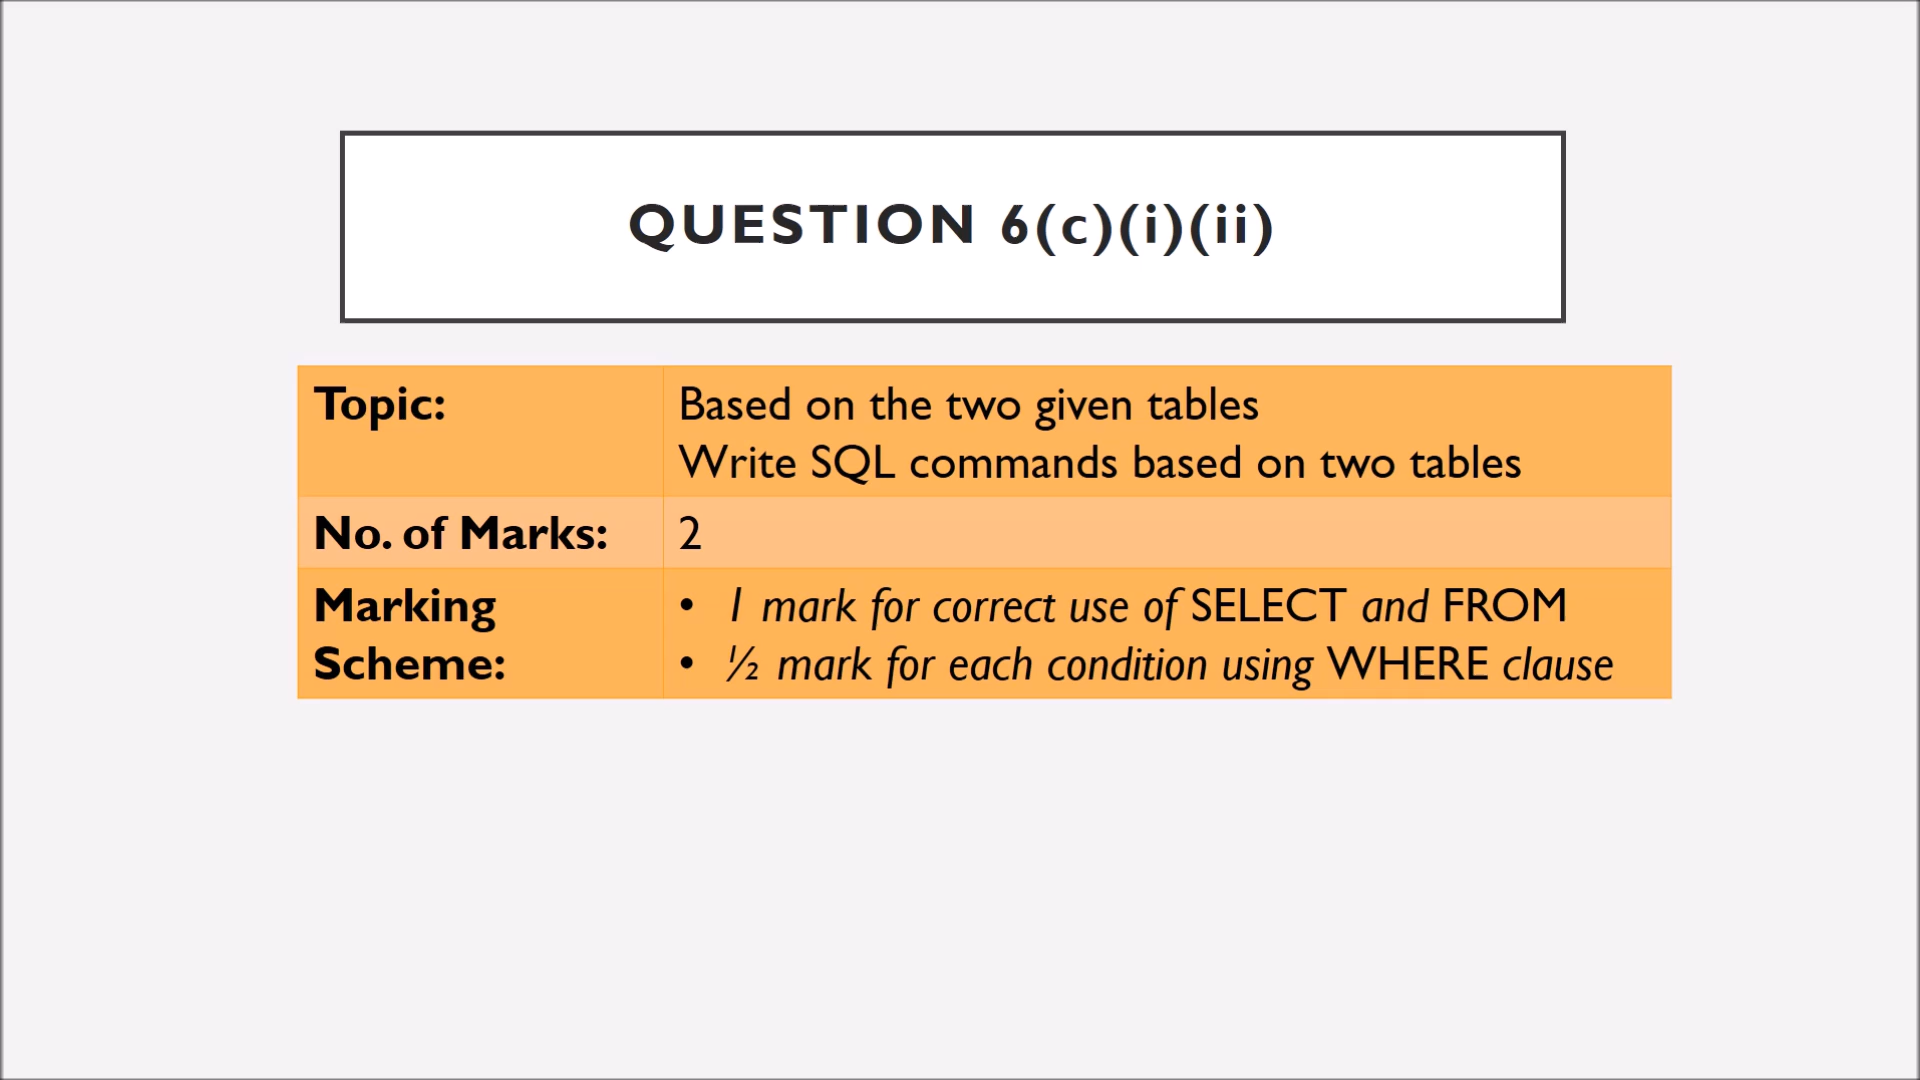 QUESTION 6(c)(i)(ii)
Topic:
Based on the two given tables
Write SQL commands based on two tables
No. of Marks:
2
Marking
Scheme:
• 1 mark for correct use of SELECT and FROM
• ½ mark for each condition using WHERE clause